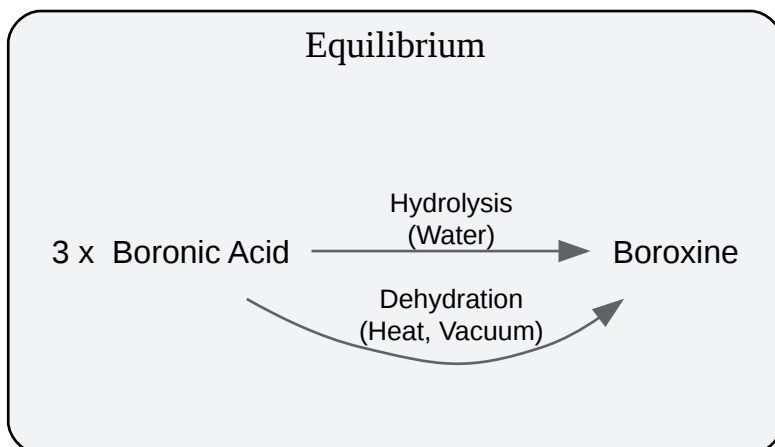 Equilibrium
Hydrolysis
(Water)
3 x Boronic Acid
Boroxine
Dehydration
(Heat, Vacuum)